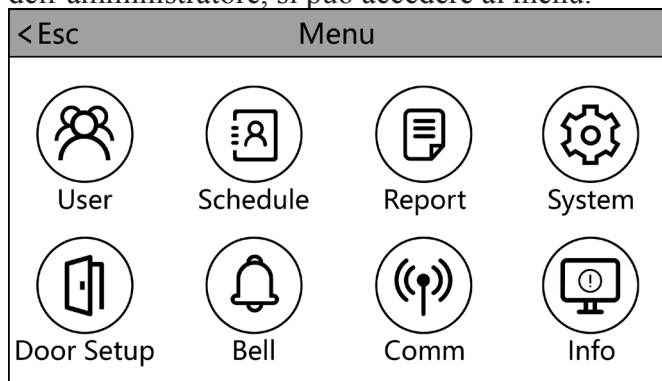 dell'amministratore, si può accedere al menu.
< Esc Menu
User Schedule Report System
Door Setup Bell Comm Info